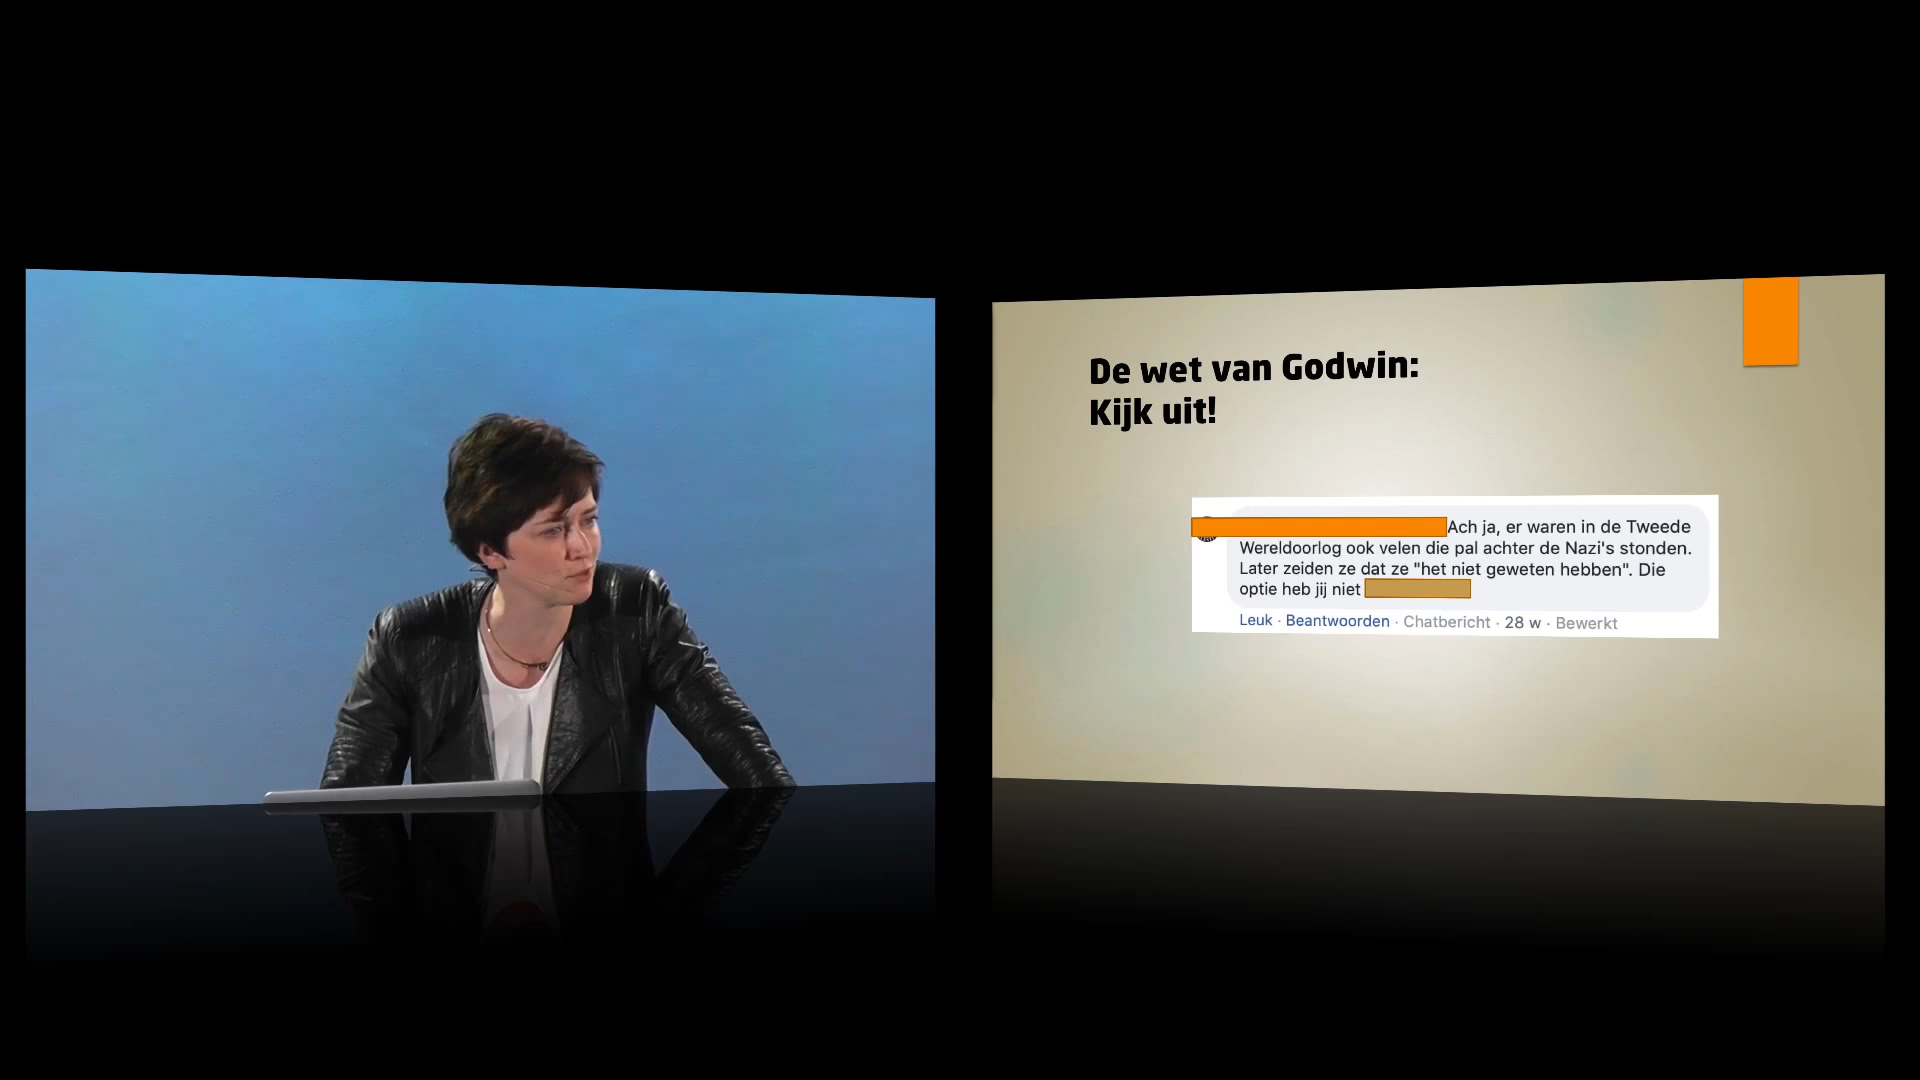 De wet van Godwin:
Kijk uit!
Ach ja, er waren in de Tweede
Wereldoorlog ook velen die pal achter de Nazi's stonden.
Later zeiden ze dat ze "het niet geweten hebben". Die
optie heb jij niet
Leuk · Beantwoorden · Chatbericht · 28 w · Bewerkt